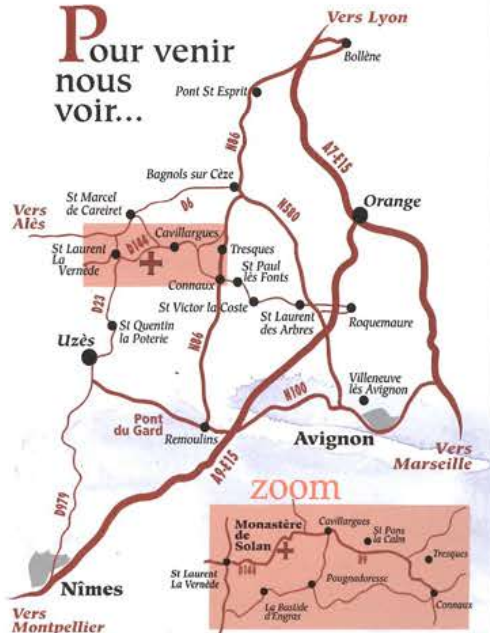 Pour venir
nous
voir...
Vers Lyon
Bollène
Pont St Esprit
N86
A7-E15
Bagnols sur Cèze
St Marcel
de Careiret
D6
N580
Orange
Vers
Alès
Cavillargues
D144
Tresques
St Laurent
La Vernède
St Paul
lès Fonts
Connaux
D23
St Victor la Coste
St Laurent
des Arbres
Roquemaure
St Quentin
la Poterie
Uzès
N86
Villeneuve
lès Avignon
N100
Pont
du Gard
Remoulins
Avignon
A9-E15
Vers
Marseille
D979
zoom
Monastère
de
Solan
Cavillargues
St Pons
la Calm
Tresques
D9
St Laurent
La Vernède
D144
Pougnadoresse
La Bastide
d'Engras
Connaux
Nîmes
Vers
Montpellier